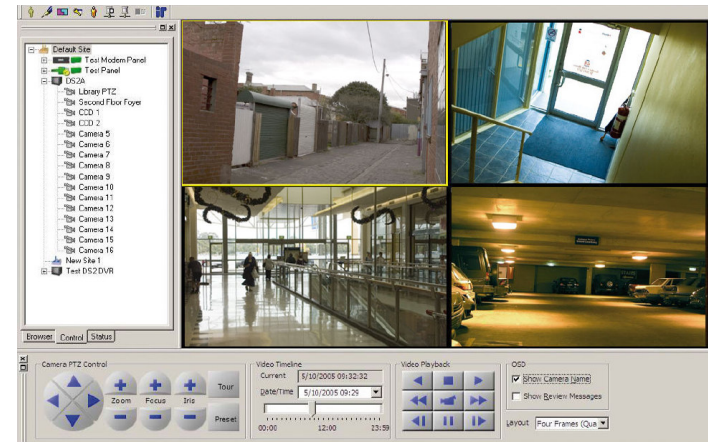 Default Site
Test Modem Panel
Test Panel
DS2A
Library PTZ
Second Floor Foyer
CCD 1
CCD 2
Camera 5
Camera 6
Camera 7
Camera 8
Camera 9
Camera 10
Camera 11
Camera 12
Camera 13
Camera 14
Camera 15
Camera 16
New Site 1
Test DS2 DVR
Browser Control Status
Camera PTZ Control
Zoom Focus Iris
Tour
Preset
Video Timeline
Current 5/10/2005 09:32:32
Date/Time 5/10/2005 09:29
00:00 12:00 23:59
Video Playback
OSD
Show Camera Name
Show Review Messages
Layout Four Frames (Qua